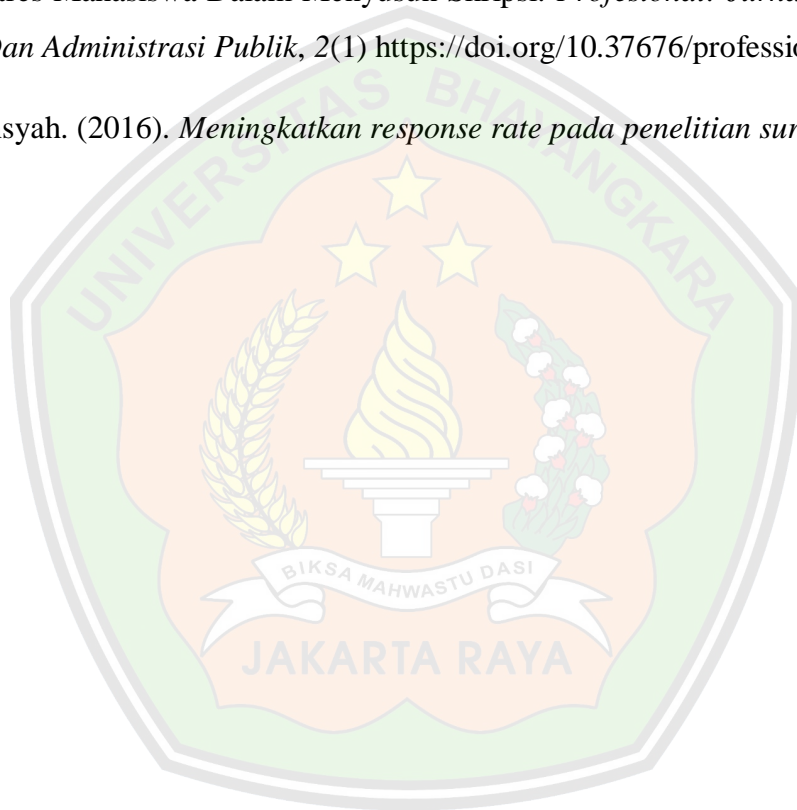 Mahasiswa Dalam Menyusun Skripsi.
Dan Administrasi Publik, 2(1) https://doi.org/10.37676/professio
syah. (2016). Meningkatkan response rate pada penelitian sur
UNIVERSITAS BHAYANGKARA
BIKSA MAHWASTU DASI
JAKARTA RAYA